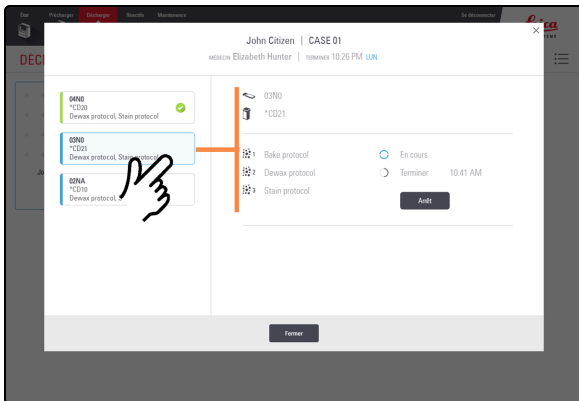 Etat Précharger Décharger Réactifs Maintenance Se déconnecter
John Citizen | CASE 01
MÉDECIN Elizabeth Hunter | TERMINER 10:26 PM LUN.
04N0
*CD20
Dewax protocol, Stain protocol
03N0
*CD21
Dewax protocol, Stain protocol
02NA
*CD10
Dewax protocol,
03N0
*CD21
1 Bake protocol
En cours
2 Dewax protocol
Terminer 10:41 AM
3 Stain protocol
Arrêt
Fermer